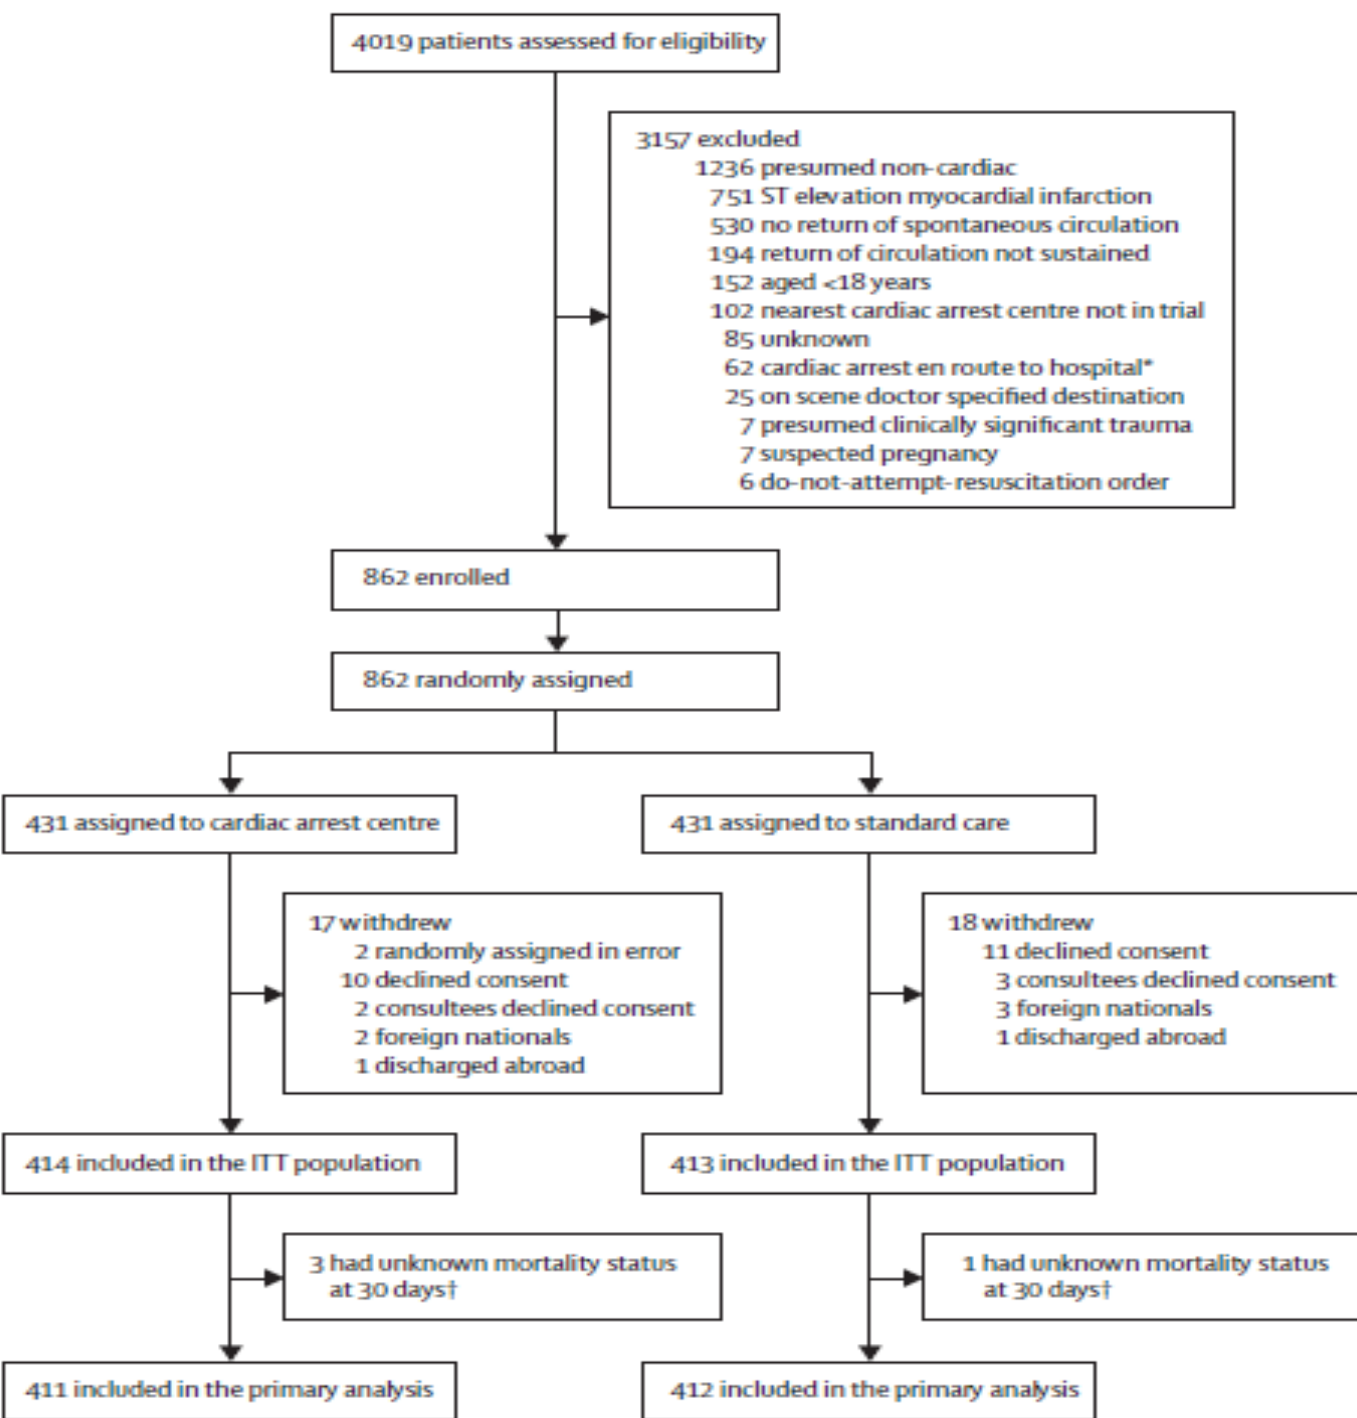 4019 patients assessed for eligibility
3157 excluded
1236 presumed non-cardiac
751 ST elevation myocardial infarction
530 no return of spontaneous circulation
194 return of circulation not sustained
152 aged <18 years
102 nearest cardiac arrest centre not in trial
85 unknown
62 cardiac arrest en route to hospital*
25 on scene doctor specified destination
7 presumed clinically significant trauma
7 suspected pregnancy
6 do-not-attempt-resuscitation order
862 enrolled
862 randomly assigned
431 assigned to cardiac arrest centre
431 assigned to standard care
17 withdrew
2 randomly assigned in error
10 declined consent
2 consultees declined consent
2 foreign nationals
1 discharged abroad
18 withdrew
11 declined consent
3 consultees declined consent
3 foreign nationals
1 discharged abroad
414 included in the ITT population
413 included in the ITT population
3 had unknown mortality status
at 30 days†
1 had unknown mortality status
at 30 days†
411 included in the primary analysis
412 included in the primary analysis